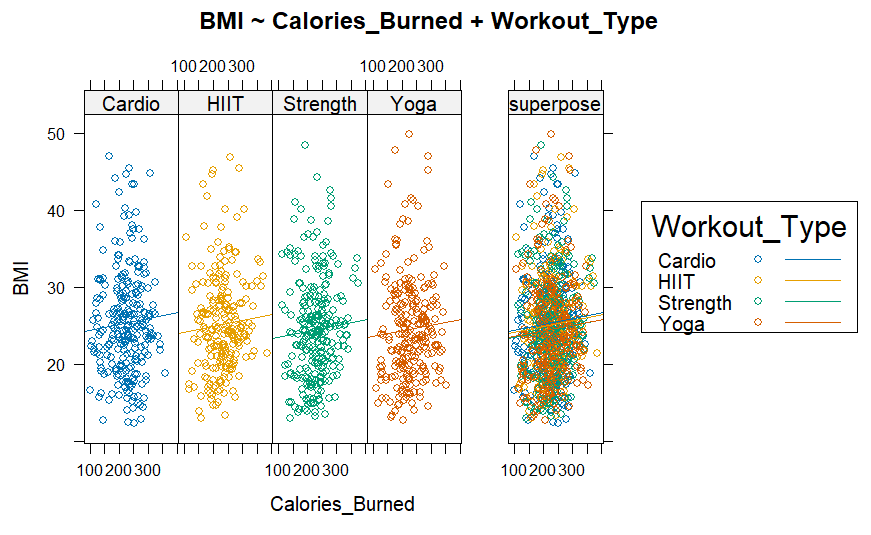 BMI ~ Calories_Burned + Workout_Type
100 200 300 100 200 300
Cardio HIIT Strength Yoga superpose
50
40
30
20
BMI
100 200 300 100 200 300 100 200 300
Calories_Burned
Workout_Type
Cardio
HIIT
Strength
Yoga